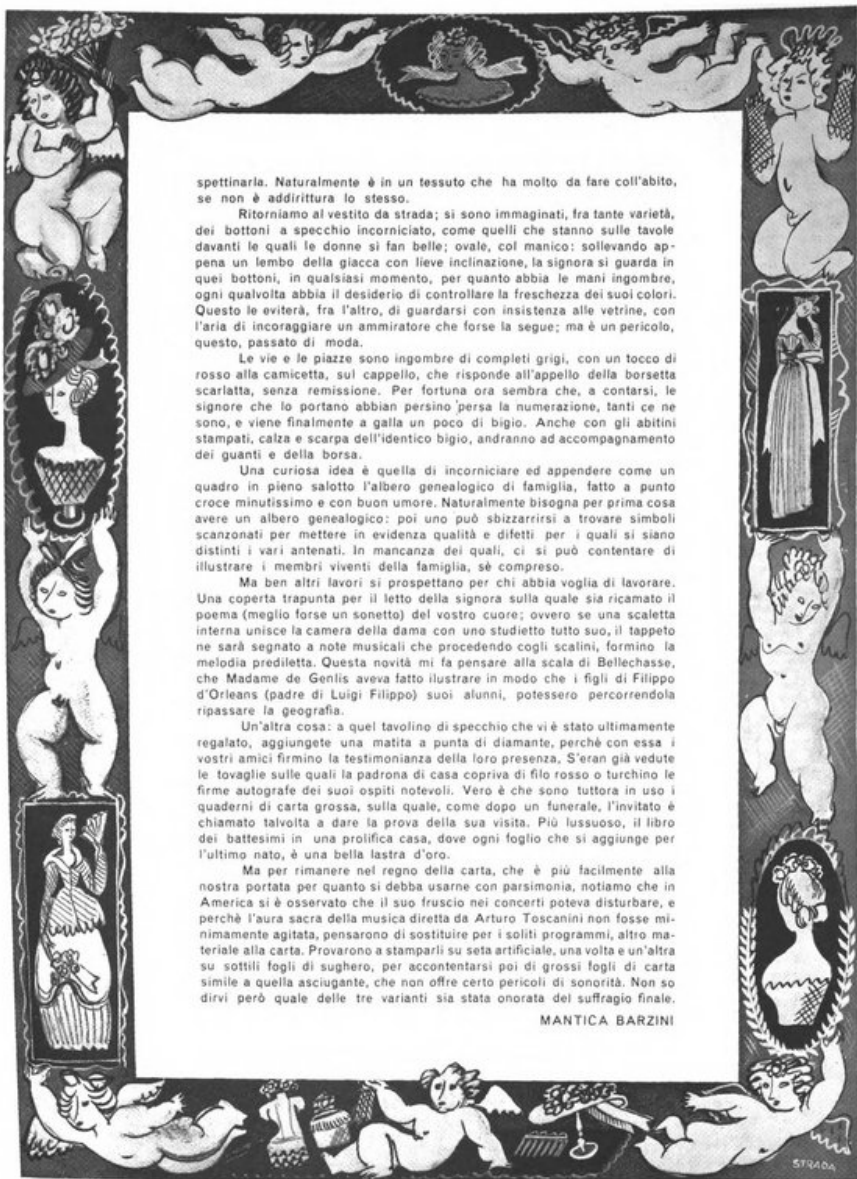 spettinarla. Naturalmente è in un tessuto che ha molto da fare coll'abito,
se non è addirittura lo stesso.
Ritorniamo al vestito da strada; si sono immaginati, fra tante varietà,
dei bottoni a specchio incorniciato, come quelli che stanno sulle tavole
davanti le quali le donne si fan belle; ovale, col manico: sollevando ap-
pena un lembo della giacca con lieve inclinazione, la signora si guarda in
quei bottoni, in qualsiasi momento, per quanto abbia le mani ingombre,
ogni qualvolta abbia il desiderio di controllare la freschezza dei suoi colori.
Questo le eviterà, fra l'altro, di guardarsi con insistenza alle vetrine, con
l'aria di incoraggiare un ammiratore che forse la segue; ma è un pericolo,
questo, passato di moda.
Le vie e le piazze sono ingombre di completi grigi, con un tocco di
rosso alla camicetta, sul cappello, che risponde all'appello della borsetta
scarlatta, senza remissione. Per fortuna ora sembra che, a contarsi, le
signore che lo portano abbian persino persa la numerazione, tanti ce ne
sono, e viene finalmente a galla un poco di bigio. Anche con gli abitini
stampati, calza e scarpa dell'identico bigio, andranno ad accompagnamento
dei guanti e della borsa.
Una curiosa idea è quella di incorniciare ed appendere come un
quadro in pieno salotto l'albero genealogico di famiglia, fatto a punto
croce minutissimo e con buon umore. Naturalmente bisogna per prima cosa
avere un albero genealogico: poi uno può sbizzarrirsi a trovare simboli
scanzonati per mettere in evidenza qualità e difetti per i quali si siano
distinti i vari antenati. In mancanza dei quali, ci si può contentare di
illustrare i membri viventi della famiglia, sè compreso.
Ma ben altri lavori si prospettano per chi abbia voglia di lavorare.
Una coperta trapunta per il letto della signora sulla quale sia ricamato il
poema (meglio forse un sonetto) del vostro cuore; ovvero se una scaletta
interna unisce la camera della dama con uno studietto tutto suo, il tappeto
ne sarà segnato a note musicali che procedendo cogli scalini, formino la
melodia prediletta. Questa novità mi fa pensare alla scala di Bellechasse,
che Madame de Genlis aveva fatto ilustrare in modo che i figli di Filippo
d'Orleans (padre di Luigi Filippo) suoi alunni, potessero percorrendola
ripassare la geografia.
Un'altra cosa: a quel tavolino di specchio che vi è stato ultimamente
regalato, aggiungete una matita a punta di diamante, perchè con essa i
vostri amici firmino la testimonianza della loro presenza. S'eran già vedute
le tovaglie sulle quali la padrona di casa copriva di filo rosso o turchino le
firme autografe dei suoi ospiti notevoli. Vero è che sono tuttora in uso i
quaderni di carta grossa, sulla quale, come dopo un funerale, l'invitato è
chiamato talvolta a dare la prova della sua visita. Più lussuoso, il libro
dei battesimi in una prolifica casa, dove ogni foglio che si aggiunge per
l'ultimo nato, è una bella lastra d'oro.
Ma per rimanere nel regno della carta, che è più facilmente alla
nostra portata per quanto si debba usarne con parsimonia, notiamo che in
America si è osservato che il suo fruscio nei concerti poteva disturbare, e
perchè l'aura sacra della musica diretta da Arturo Toscanini non fosse mi-
nimamente agitata, pensarono di sostituire per i soliti programmi, altro ma-
teriale alla carta. Provarono a stamparli su seta artificiale, una volta e un'altra
su sottili fogli di sughero, per accontentarsi poi di grossi fogli di carta
simile a quella asciugante, che non offre certo pericoli di sonorità. Non so
dirvi però quale delle tre varianti sia stata onorata del suffragio finale.
MANTICA BARZINI
STRADA